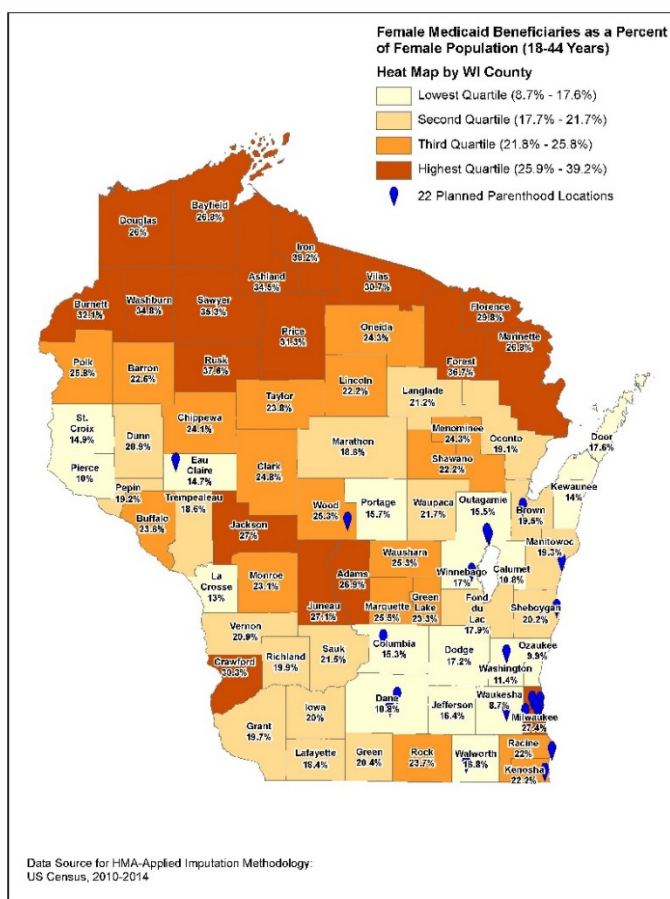 Female Medicaid Beneficiaries as a Percent
of Female Population (18-44 Years)
Heat Map by WI County
Lowest Quartile (8.7% - 17.6%)
Second Quartile (17.7% - 21.7%)
Third Quartile (21.8% - 25.8%)
Highest Quartile (25.9% - 39.2%)
22 Planned Parenthood Locations
Douglas
26%
Bayfield
26.8%
Iron
39.2%
Ashland
34.5%
Vilas
30.7%
Burnett
32.1%
Washburn
34.8%
Sawyer
35.3%
Price
31.3%
Oneida
24.3%
Florence
29.8%
Marinette
26.8%
Forest
36.7%
Polk
25.8%
Barron
22.6%
Rusk
37.6%
Taylor
23.8%
Lincoln
22.2%
Langlade
21.2%
Chippewa
24.1%
St.
Croix
14.9%
Dunn
20.9%
Menominee
24.3%
Oconto
19.1%
Door
17.6%
Marathon
18.6%
Shawano
22.2%
Pierce
10%
Eau
Claire
14.7%
Clark
24.8%
Pepin
19.2%
Trempealeau
18.6%
Buffalo
23.6%
Jackson
27%
Wood
25.3%
Portage
15.7%
Waupaca
21.7%
Outagamie
15.5%
Brown
19.5%
Kewaunee
14%
Manitowoc
19.3%
Waushara
25.3%
Winnebago
17%
Calumet
10.8%
La
Crosse
13%
Monroe
23.1%
Juneau
27.1%
Adams
26.9%
Marquette
25.5%
Green
Lake
23.3%
Fond
du
Lac
17.9%
Sheboygan
20.2%
Vernon
20.9%
Richland
19.9%
Sauk
21.5%
Columbia
15.3%
Dodge
17.2%
Washington
11.4%
Ozaukee
9.9%
Crawford
30.3%
Iowa
20%
Dane
Jefferson
16.4%
Waukesha
8.7%
Milwaukee
27.4%
Grant
19.7%
Lafayette
Green
20.4%
Rock
23.7%
Walworth
Racine
22%
Kenosha
22.2%
Data Source for HMA-Applied Imputation Methodology:
US Census, 2010-2014